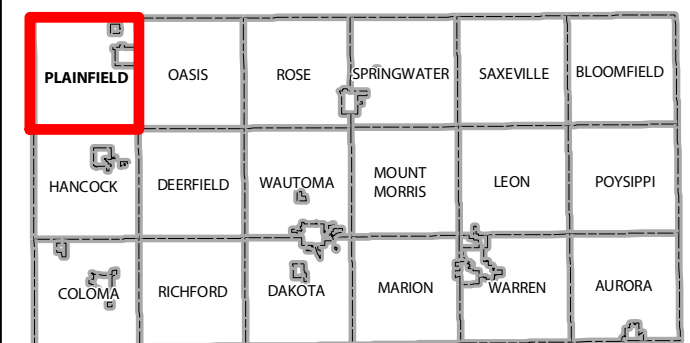 PLAINFIELD
OASIS
ROSE
SPRINGWATER
SAXEVILLE
BLOOMFIELD
HANCOCK
DEERFIELD
WAUTOMA
MOUNT
MORRIS
LEON
POYSIPPI
COLOMA
RICHFORD
DAKOTA
MARION
WARREN
AURORA